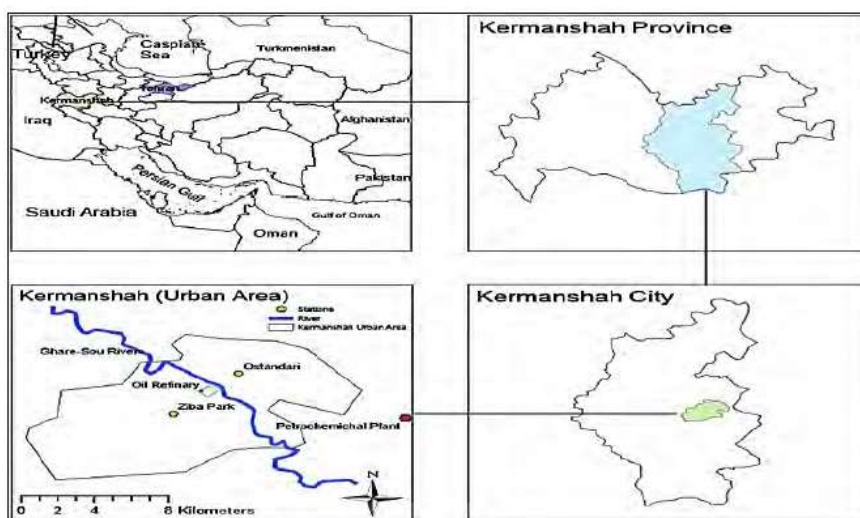 Turkey
Caspian
Sea
Turkmenistan
Tehran
Kermanshah
Iraq
Afghanistan
Persian Gulf
Pakistan
Saudi Arabia
Gulf of Oman
Oman
Kermanshah Province
Kermanshah (Urban Area)
Stations
River
Kermanshah Urban Area
Ghare-Sou River
Ostandari
Oil Refinary
Ziba Park
Petrochemichal Plant
N
0 2 4 8
Kilometers
Kermanshah City